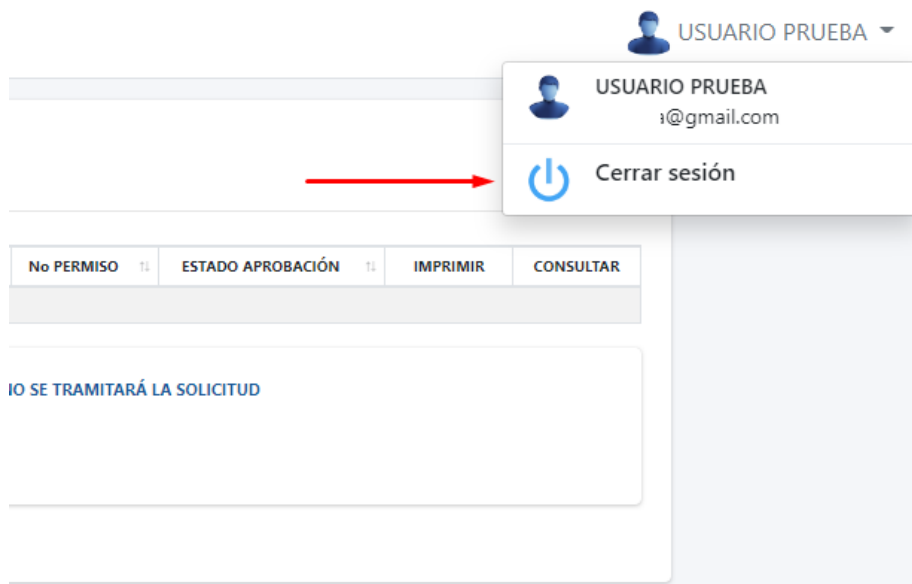 USUARIO PRUEBA
USUARIO PRUEBA
@gmail.com
Cerrar sesión
No PERMISO ESTADO APROBACIÓN IMPRIMIR CONSULTAR
SE TRAMITARÁ LA SOLICITUD